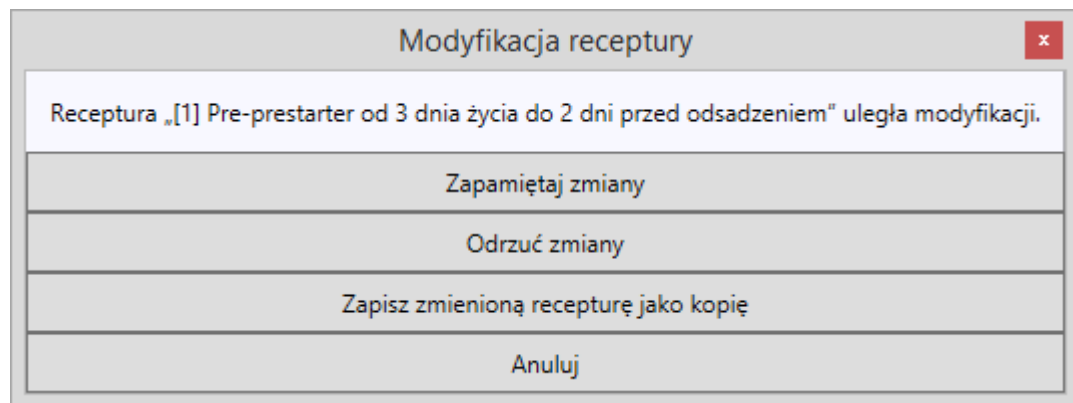 Modyfikacja receptury
x
Receptura „[1] Pre-prestarter od 3 dnia życia do 2 dni przed odsadzeniem“ uległa modyfikacji.
Zapamiętaj zmiany
Odrzuć zmiany
Zapisz zmienioną recepturę jako kopię
Anuluj